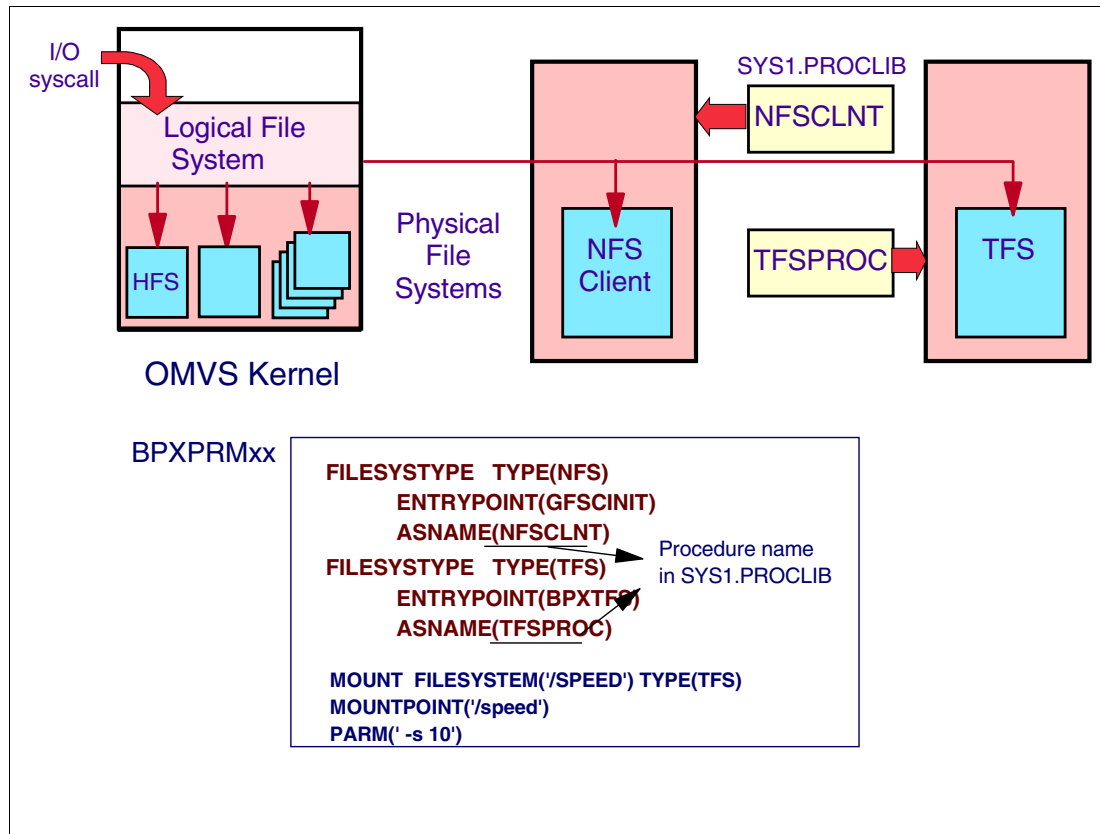 I/O
syscall
Logical File
System
HFS
OMVS Kernel
Physical
File
Systems
NFS
Client
SYS1.PROCLIB
NFSCLNT
TFSPROC
TFS
BPXPRMxx
FILESYSTYPE TYPE(NFS)
ENTRYPOINT(GFSCINIT)
ASNAME(NFSCLNT)
FILESYSTYPE TYPE(TFS)
ENTRYPOINT(BPXTFS)
ASNAME(TFSPROC)
Procedure name
in SYS1.PROCLIB
MOUNT FILESYSTEM('/SPEED') TYPE(TFS)
MOUNTPOINT('/speed')
PARM(' -s 10')